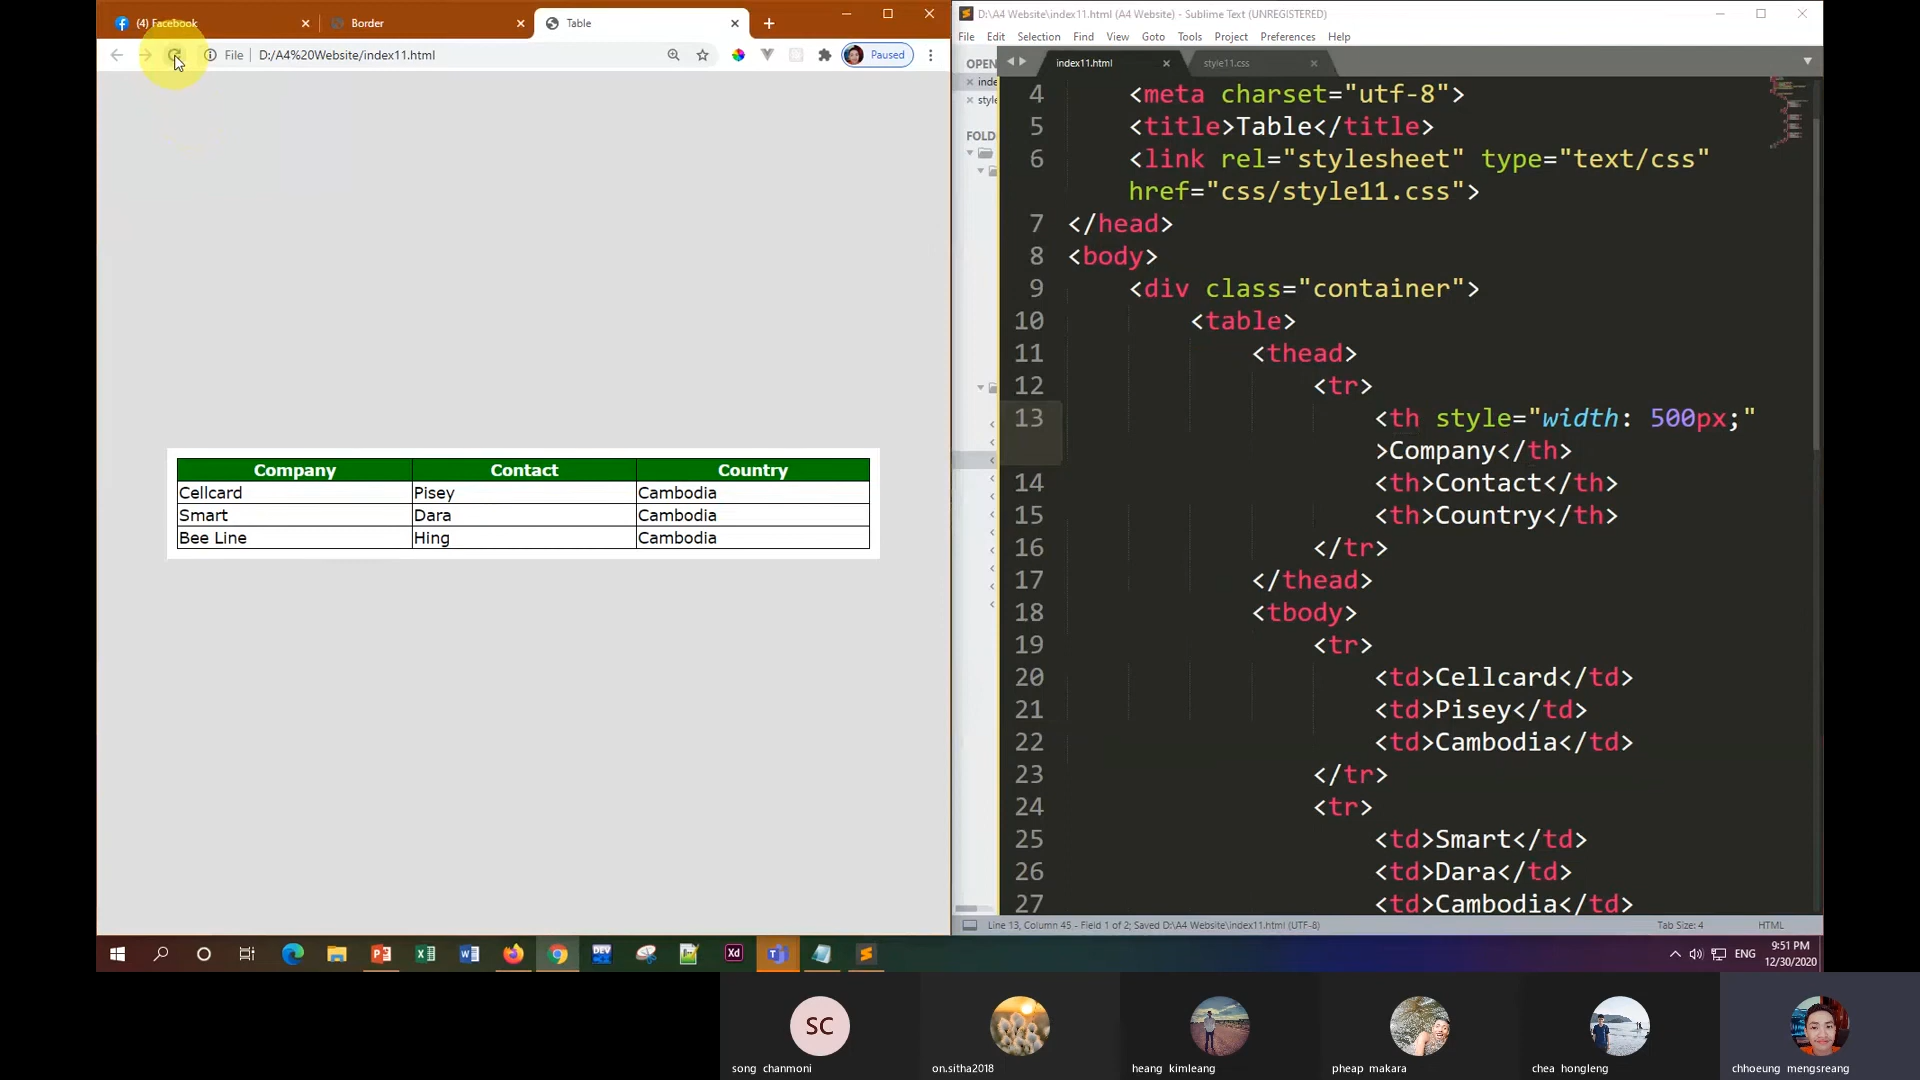 (4) Facebook
Border
Table
File
D:/A4%20Website/index11.html
Paused
Company Contact Country
Cellcard Pisey Cambodia
Smart Dara Cambodia
Bee Line Hing Cambodia
D:\A4 Website\index11.html (A4 Website) - Sublime Text (UNREGISTERED)
File Edit Selection Find View Goto Tools Project Preferences Help
OPEN
inde
style
FOLD
index11.html
style11.css
4 <meta charset="utf-8">
5 <title>Table</title>
6 <link rel="stylesheet" type="text/css"
href="css/style11.css">
7 </head>
8 <body>
9 <div class="container">
10 <table>
11 <thead>
12 <tr>
13 <th style="width: 500px;"
>Company</th>
14 <th>Contact</th>
15 <th>Country</th>
16 </tr>
17 </thead>
18 <tbody>
19 <tr>
20 <td>Cellcard</td>
21 <td>Pisey</td>
22 <td>Cambodia</td>
23 </tr>
24 <tr>
25 <td>Smart</td>
26 <td>Dara</td>
27 <td>Cambodia</td>
Line 13, Column 45 - Field 1 of 2; Saved D:\A4 Website\index11.html (UTF-8)
Tab Size: 4
HTML
DEV
Xd
ENG
9:51 PM
12/30/2020
SC
song chanmoni
on.sitha2018
heang kimleang
pheap makara
chea hongleng
chhoeung mengsreang